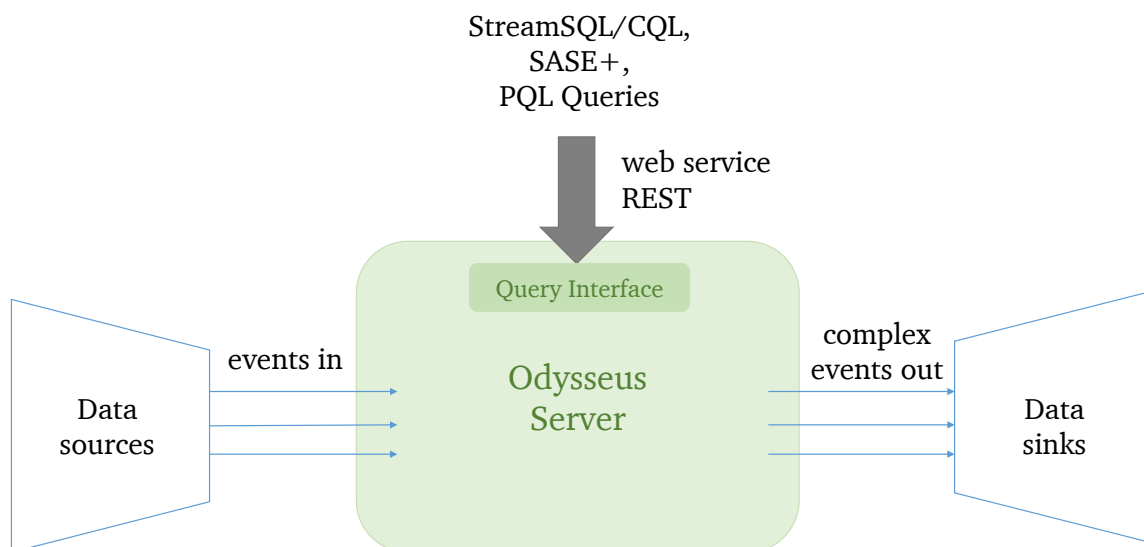 StreamSQL/CQL,
SASE+,
PQL Queries
web service
REST
Query Interface
events in
complex
events out
Odysseus
Server
Data
sources
Data
sinks